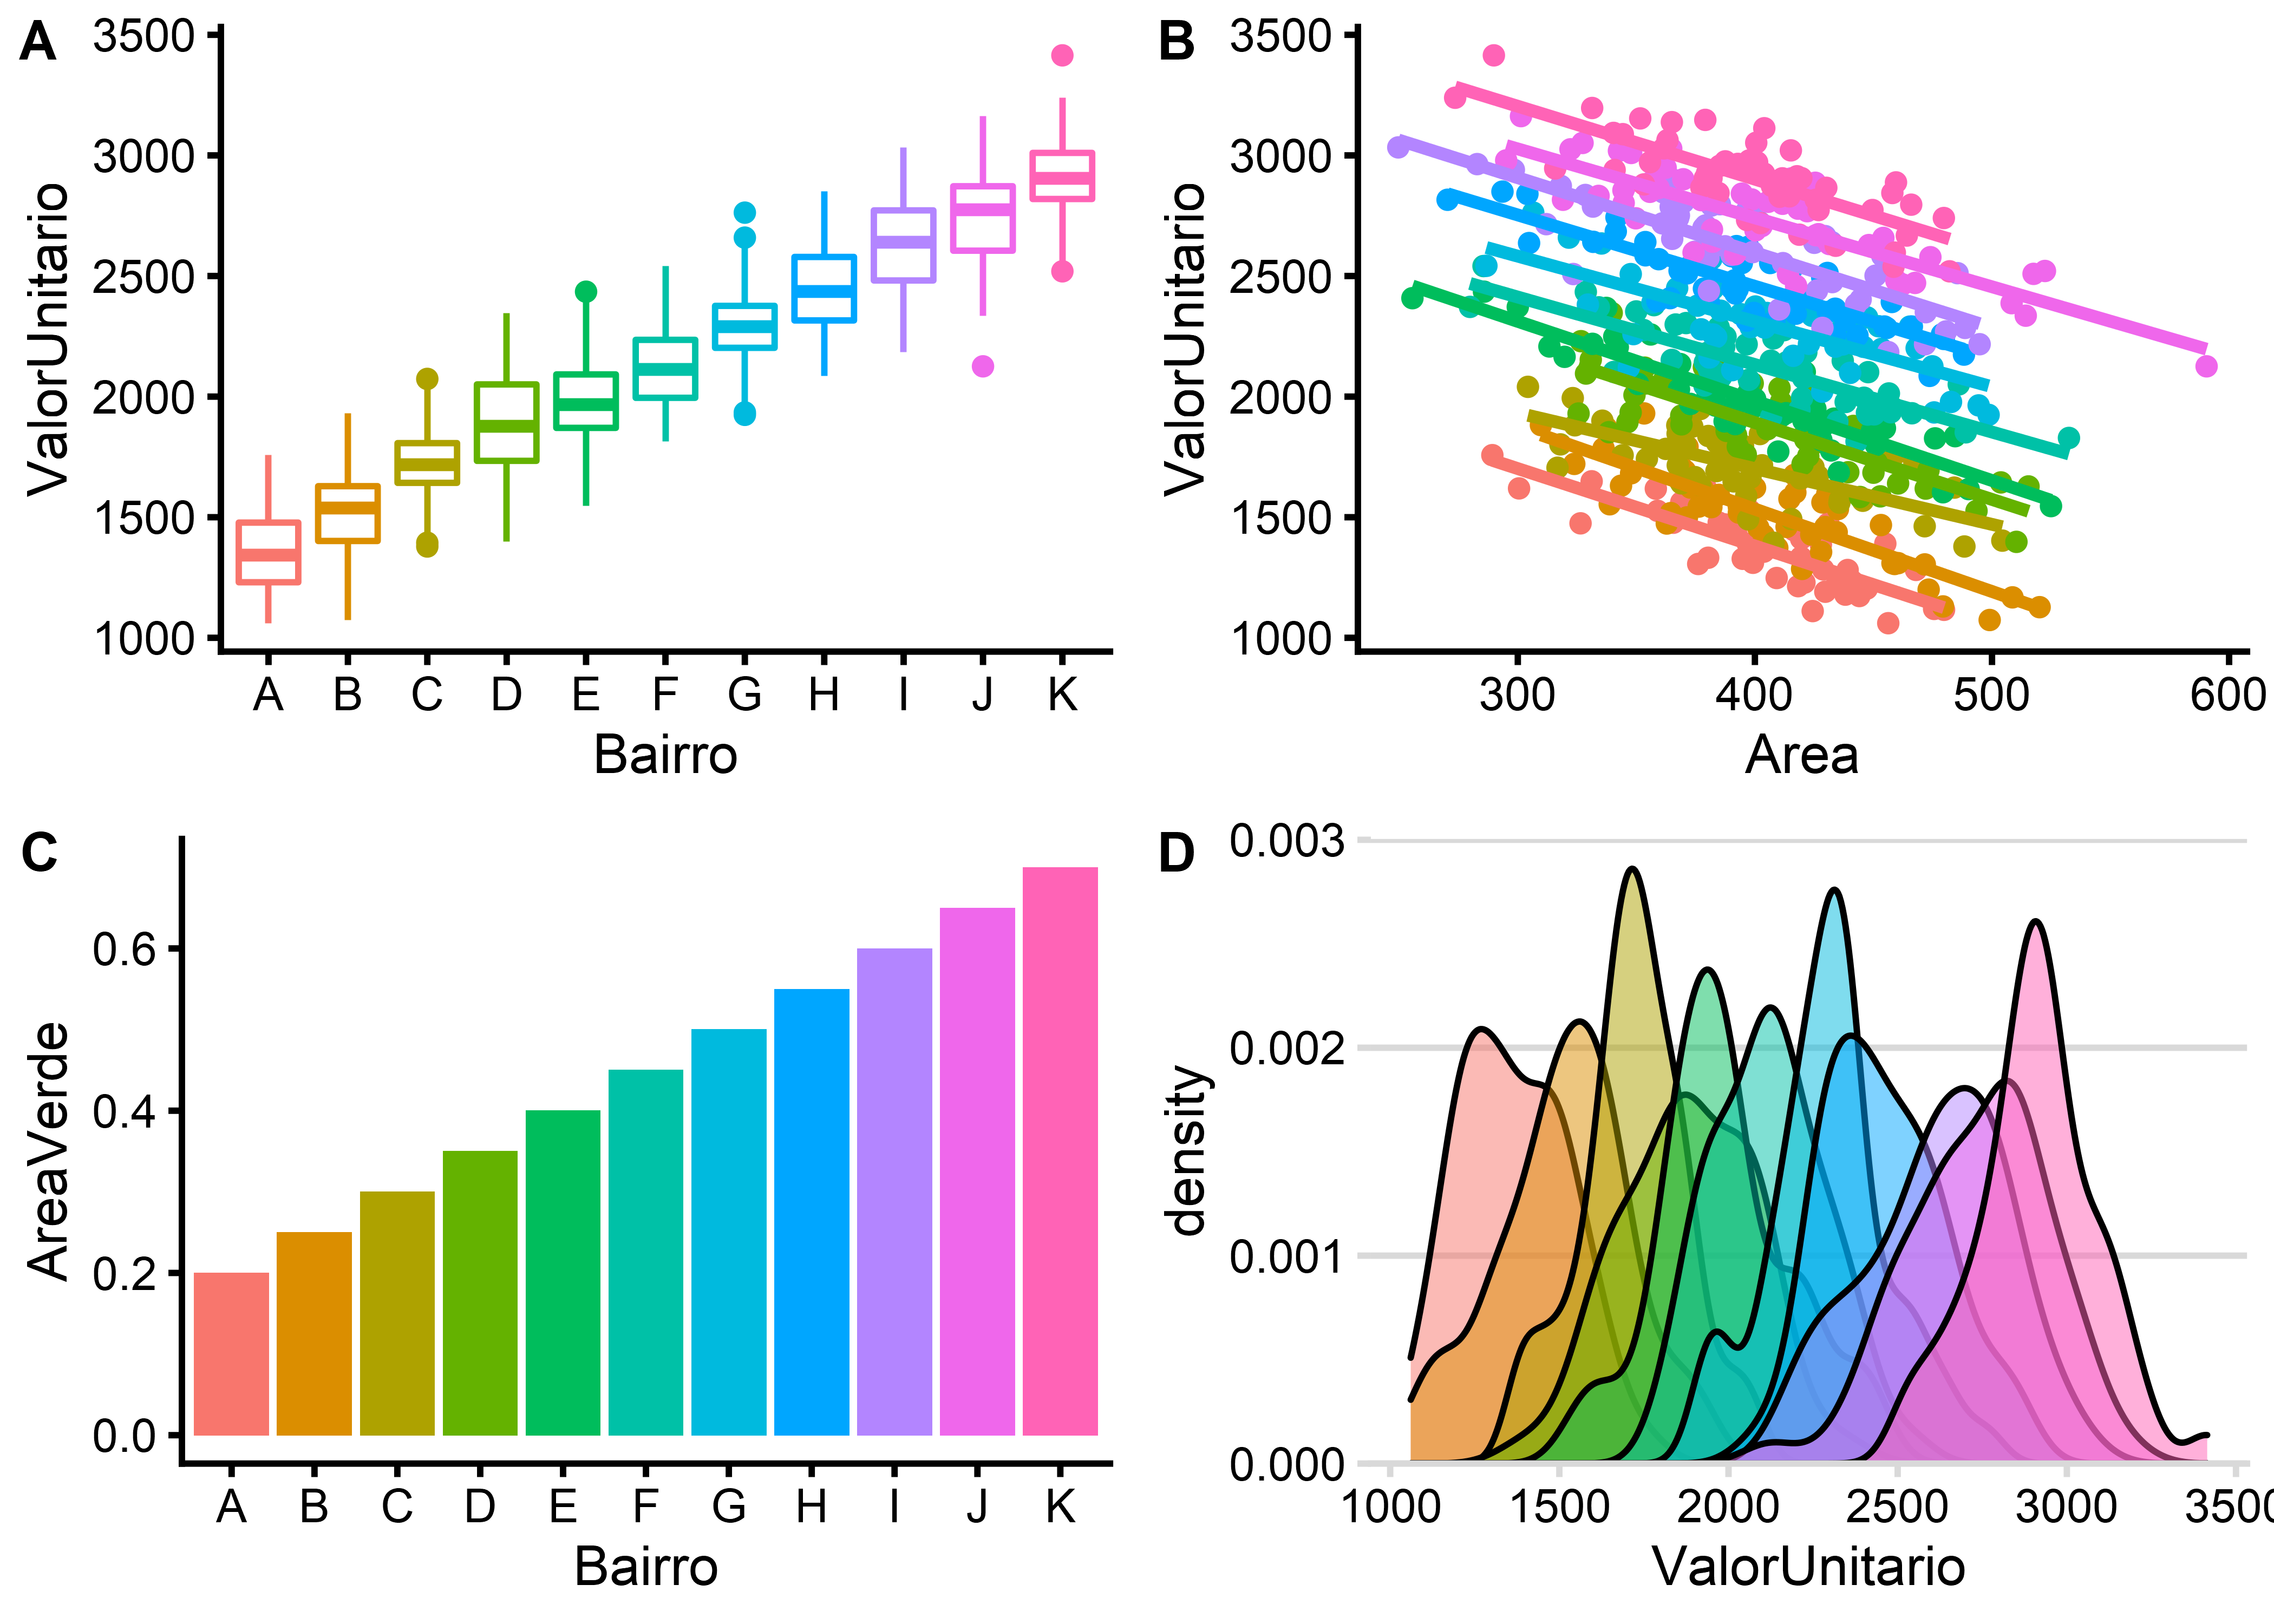 A
3500
3000
2500
2000
1500
1000
ValorUnitario
A B C D E F G H I J K
Bairro
B
3500
3000
2500
2000
1500
1000
ValorUnitario
300 400 500 600
Area
C
0.6
0.4
0.2
0.0
AreaVerde
A B C D E F G H I J K
Bairro
D
0.003
0.002
0.001
0.000
density
1000 1500 2000 2500 3000 3500
ValorUnitario